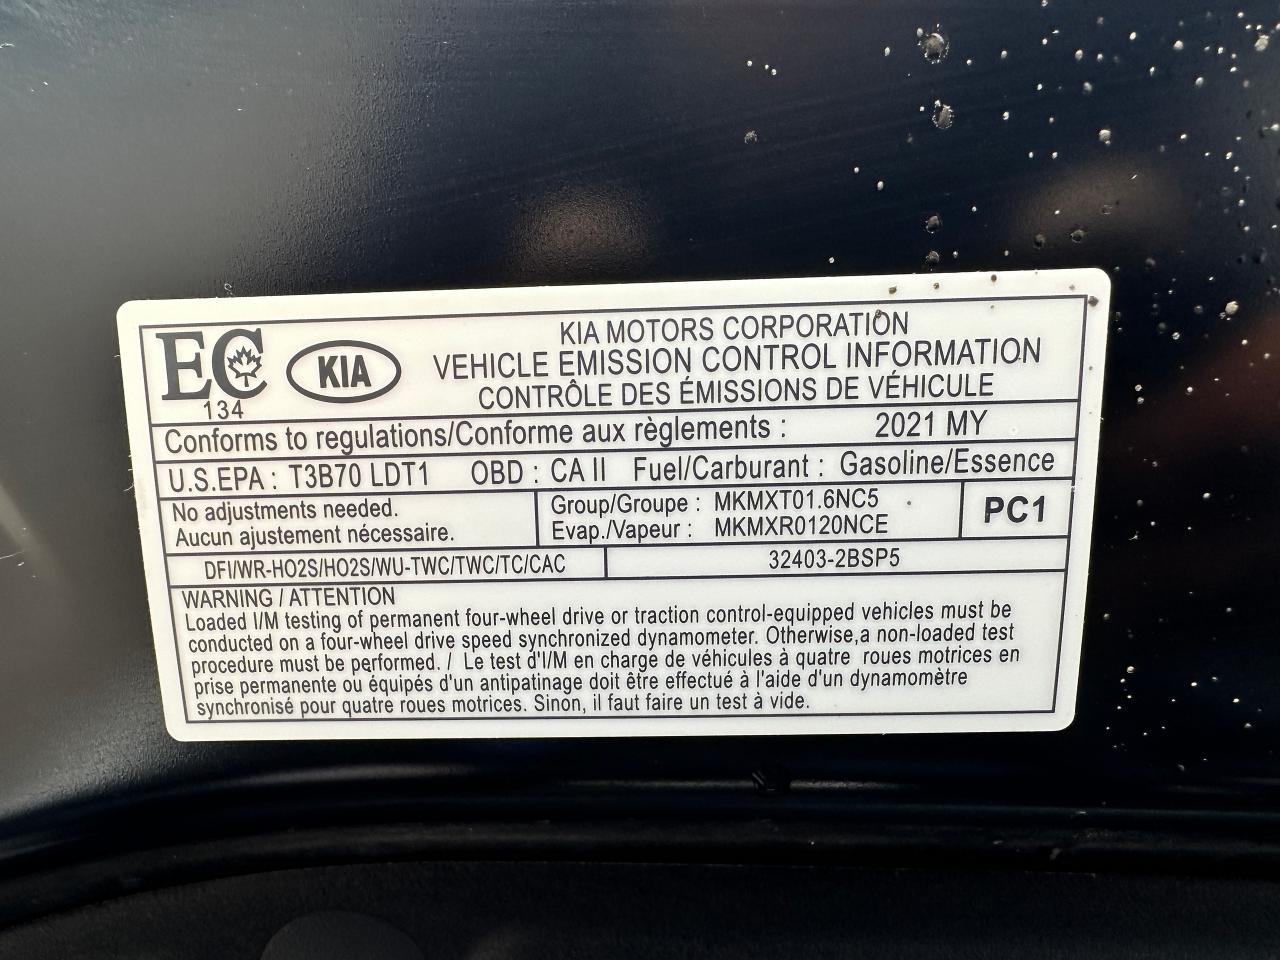 EC
134
KIA
KIA MOTORS CORPORATION
VEHICLE EMISSION CONTROL INFORMATION
CONTRÔLE DES ÉMISSIONS DE VÉHICULE
Conforms to regulations/Conforme aux règlements : 2021 MY
U.S.EPA : T3B70 LDT1 OBD : CA II Fuel/Carburant : Gasoline/Essence
No adjustments needed.
Aucun ajustement nécessaire.
Group/Groupe : MKMXT01.6NC5
Evap./Vapeur : MKMXR0120NCE
PC1
DFI/WR-HO2S/HO2S/WU-TWC/TWC/TC/CAC
32403-2BSP5
WARNING / ATTENTION
Loaded I/M testing of permanent four-wheel drive or traction control-equipped vehicles must be
conducted on a four-wheel drive speed synchronized dynamometer. Otherwise,a non-loaded test
procedure must be performed. / Le test d'I/M en charge de véhicules à quatre roues motrices en
prise permanente ou équipés d'un antipatinage doit être effectué à l'aide d'un dynamomètre
synchronisé pour quatre roues motrices. Sinon, il faut faire un test à vide.